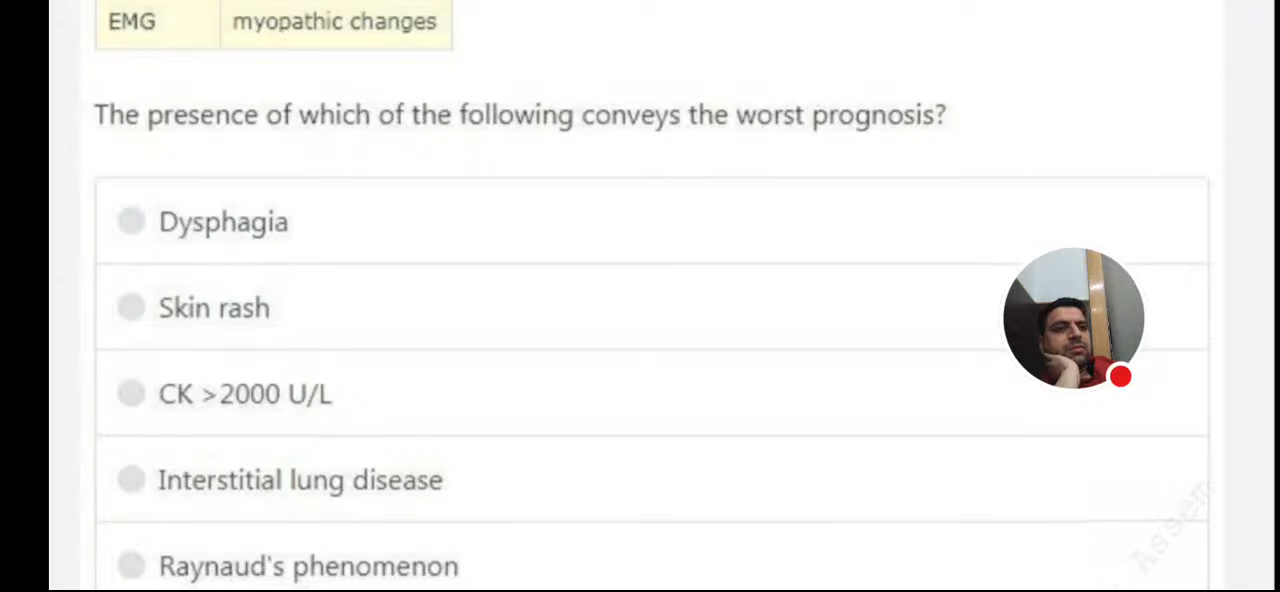 EMG myopathic changes
The presence of which of the following conveys the worst prognosis?
Dysphagia
Skin rash
CK >2000 U/L
Interstitial lung disease
Raynaud's phenomenon
Assem